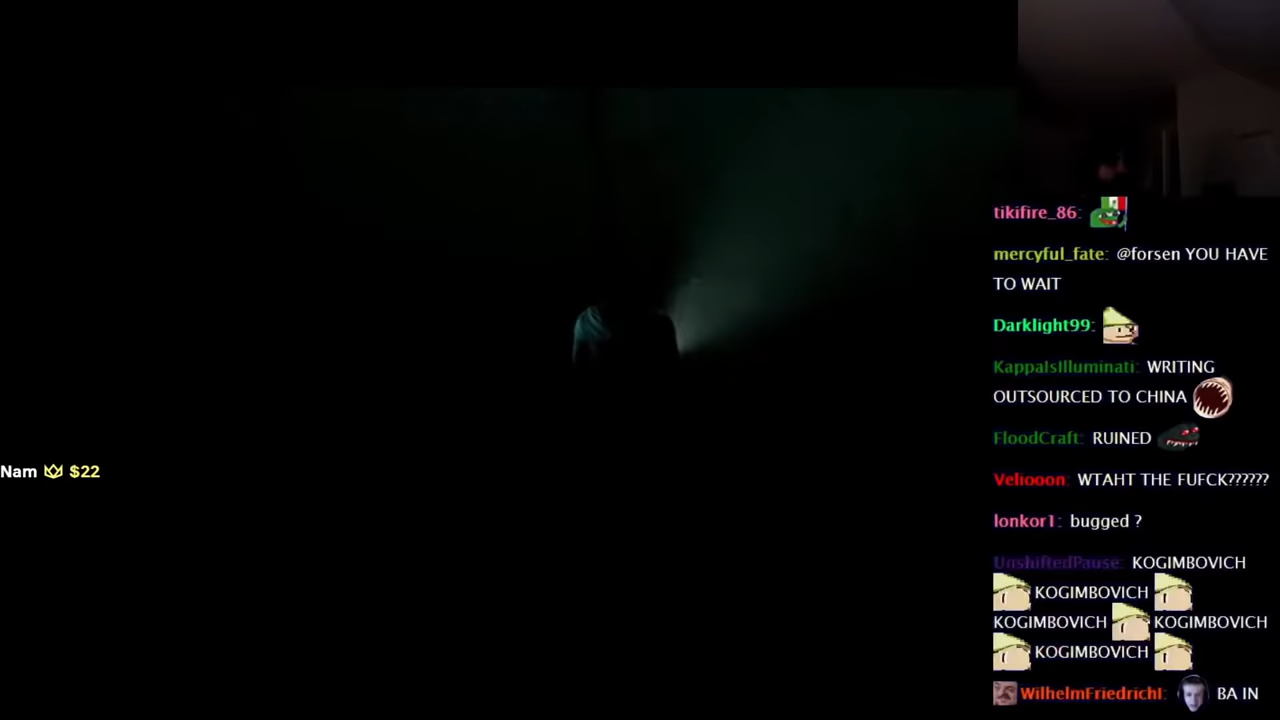 tikifire_86:
mercyful_fate: @forsen YOU HAVE
TO WAIT
Darklight99:
KappaIsIlluminati: WRITING
OUTSOURCED TO CHINA
FloodCraft: RUINED
Veliooon: WTAHT THE FUFCK??????
Nam $22
lonkor1: bugged ?
UnshiftedPause: KOGIMBOVICH
KOGIMBOVICH
KOGIMBOVICH KOGIMBOVICH
KOGIMBOVICH
WilhelmFriedrichI: BA IN